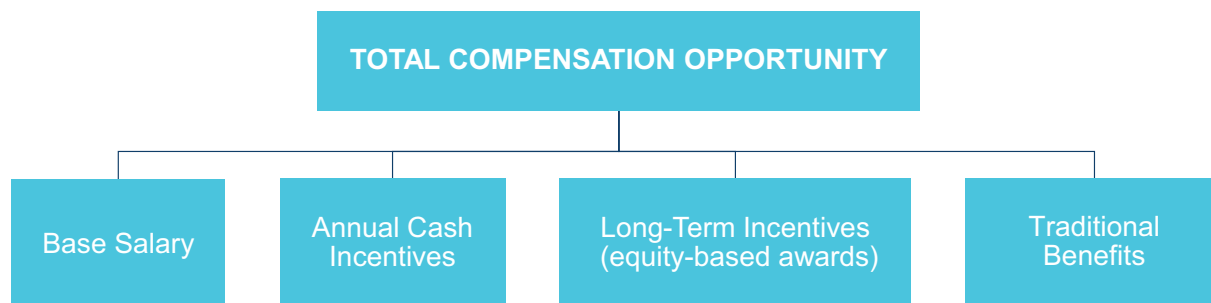 TOTAL COMPENSATION OPPORTUNITY
Base Salary
Annual Cash
Incentives
Long-Term Incentives
(equity-based awards)
Traditional
Benefits